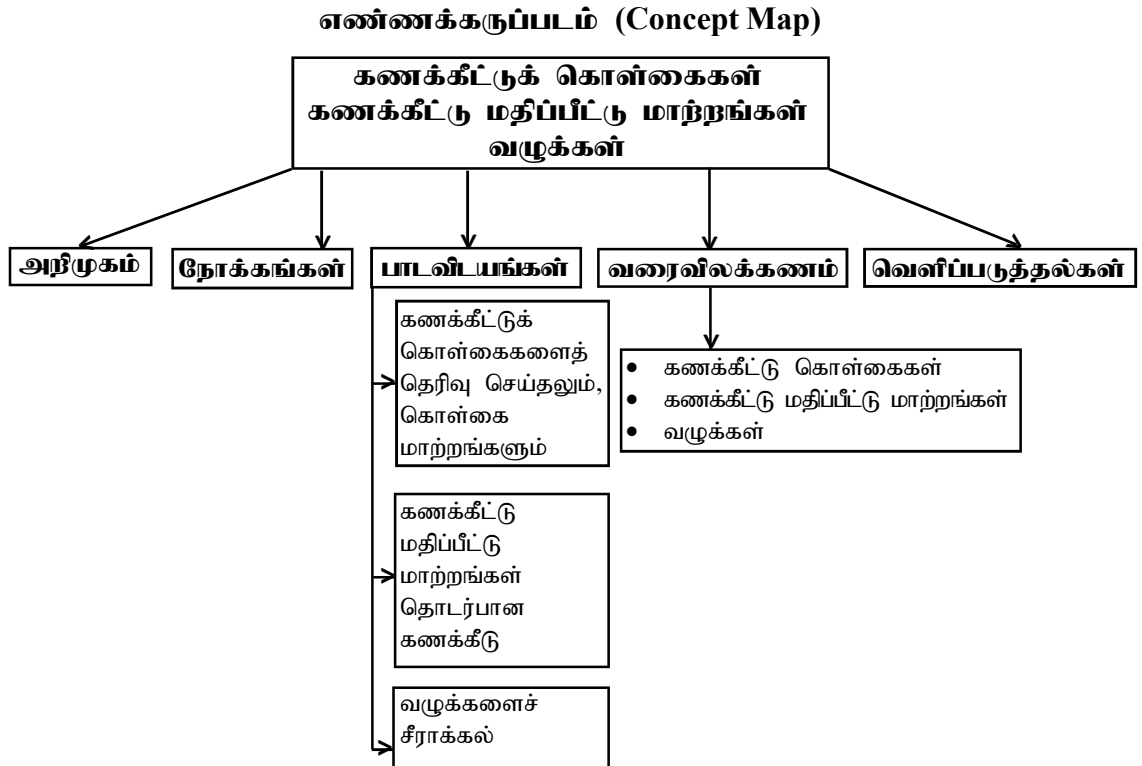 எண்ணக்கருப்படம் (Concept Map)
கணக்கீட்டுக் கொள்கைகள்
கணக்கீட்டு மதிப்பீட்டு மாற்றங்கள்
வழுக்கள்
அறிமுகம்
நோக்கங்கள்
பாடவிடயங்கள்
வரைவிலக்கணம்
வெளிப்படுத்தல்கள்
கணக்கீட்டுக்
கொள்கைகளைத்
தெரிவு செய்தலும்,
கொள்கை
மாற்றங்களும்
கணக்கீட்டு
மதிப்பீட்டு
மாற்றங்கள்
தொடர்பான
கணக்கீடு
வழுக்களைச்
சீராக்கல்
• கணக்கீட்டு கொள்கைகள்
• கணக்கீட்டு மதிப்பீட்டு மாற்றங்கள்
• வழுக்கள்